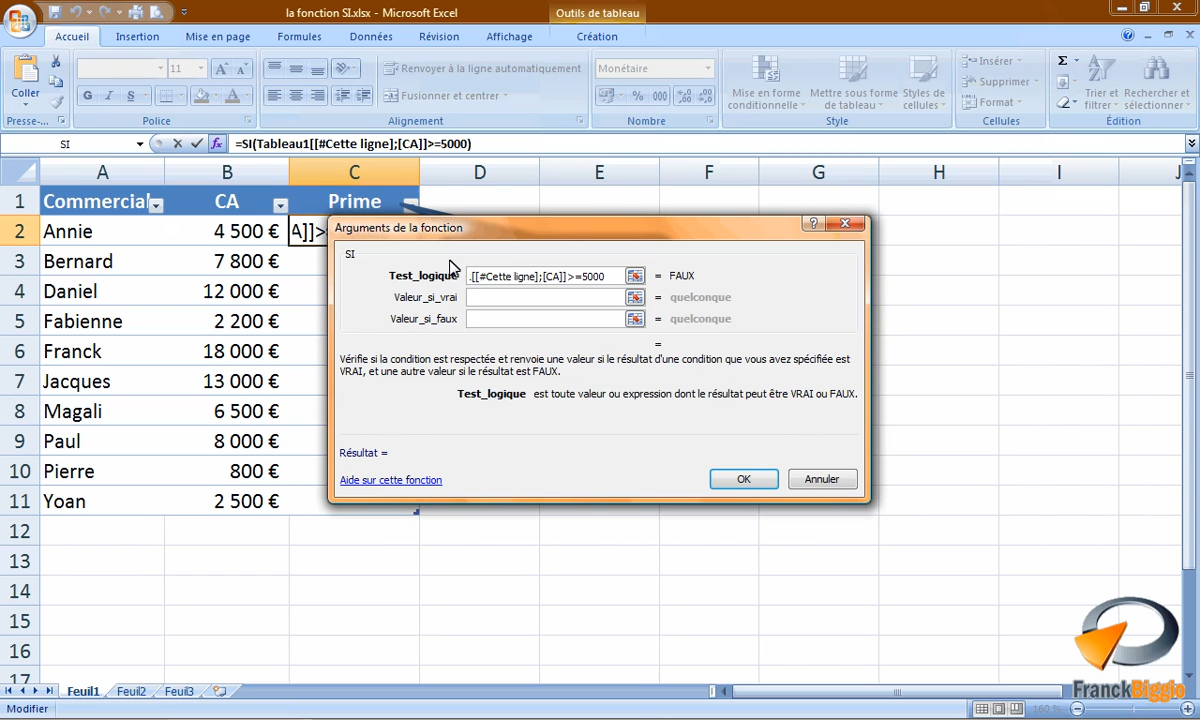 la fonction SI.xlsx - Microsoft Excel
Outils de tableau
Accueil Insertion Mise en page Formules Données Révision Affichage Création
Coller
11
G I S
Renvoyer à la ligne automatiquement
Fusionner et centrer
Monétaire
% 000
Mise en forme conditionnelle
Mettre sous forme de tableau
Styles de cellules
Insérer
Supprimer
Format
Σ
Trier et filtrer
Rechercher et sélectionner
Presse-... Police Alignement Nombre Style Cellules Édition
SI fx =SI(Tableau1[[#Cette ligne];[CA]]>=5000)
A B C D E F G H I J
1 Commercial CA Prime
2 Annie 4 500 € A]]>
3 Bernard 7 800 €
4 Daniel 12 000 €
5 Fabienne 2 200 €
6 Franck 18 000 €
7 Jacques 13 000 €
8 Magali 6 500 €
9 Paul 8 000 €
10 Pierre 800 €
11 Yoan 2 500 €
12
13
14
15
16
17
Arguments de la fonction
SI
Test_logique .[[#Cette ligne];[CA]]>=5000 = FAUX
Valeur_si_vrai = quelconque
Valeur_si_faux = quelconque
=
Vérifie si la condition est respectée et renvoie une valeur si le résultat d'une condition que vous avez spécifiée est
VRAI, et une autre valeur si le résultat est FAUX.
Test_logique est toute valeur ou expression dont le résultat peut être VRAI ou FAUX.
Résultat =
Aide sur cette fonction
OK Annuler
FranckBiggio
Feuil1 Feuil2 Feuil3
Modifier
160 %